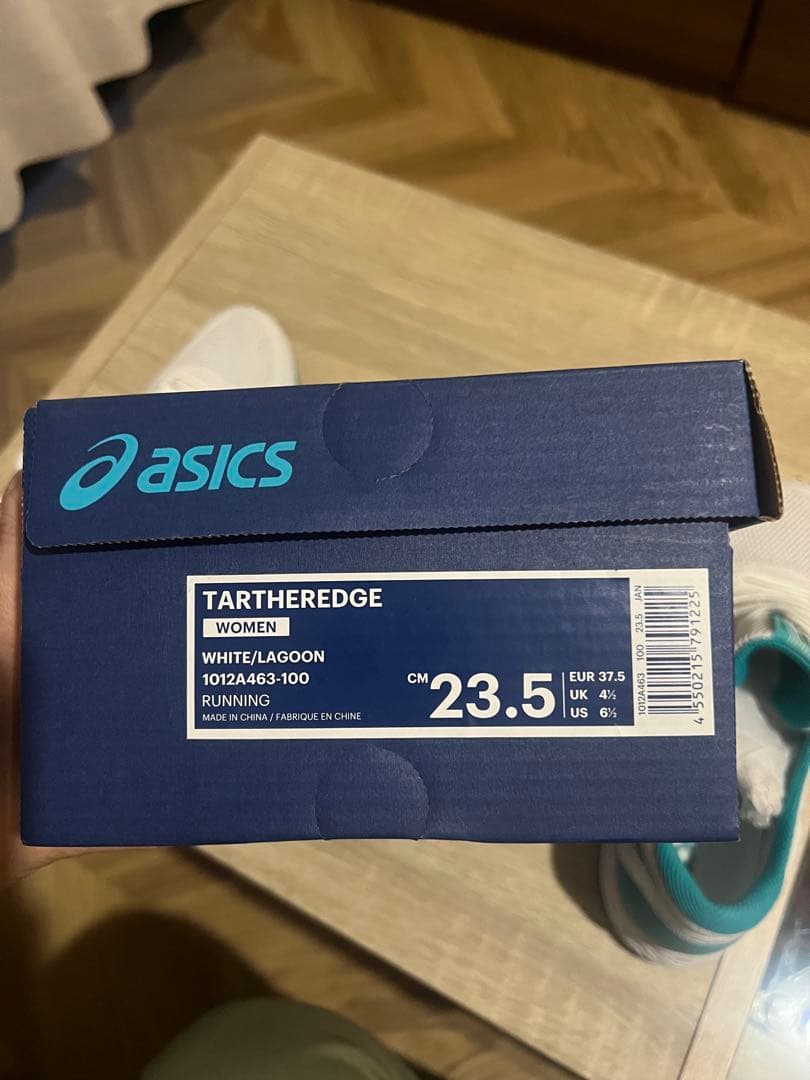 asics
TARTHEREDGE
WOMEN
WHITE/LAGOON
1012A463-100
RUNNING
MADE IN CHINA / FABRIQUE EN CHINE
CM 23.5
EUR 37.5
UK 4½
US 6½
1012A463 100 23.5 JAN
4 550215 791225